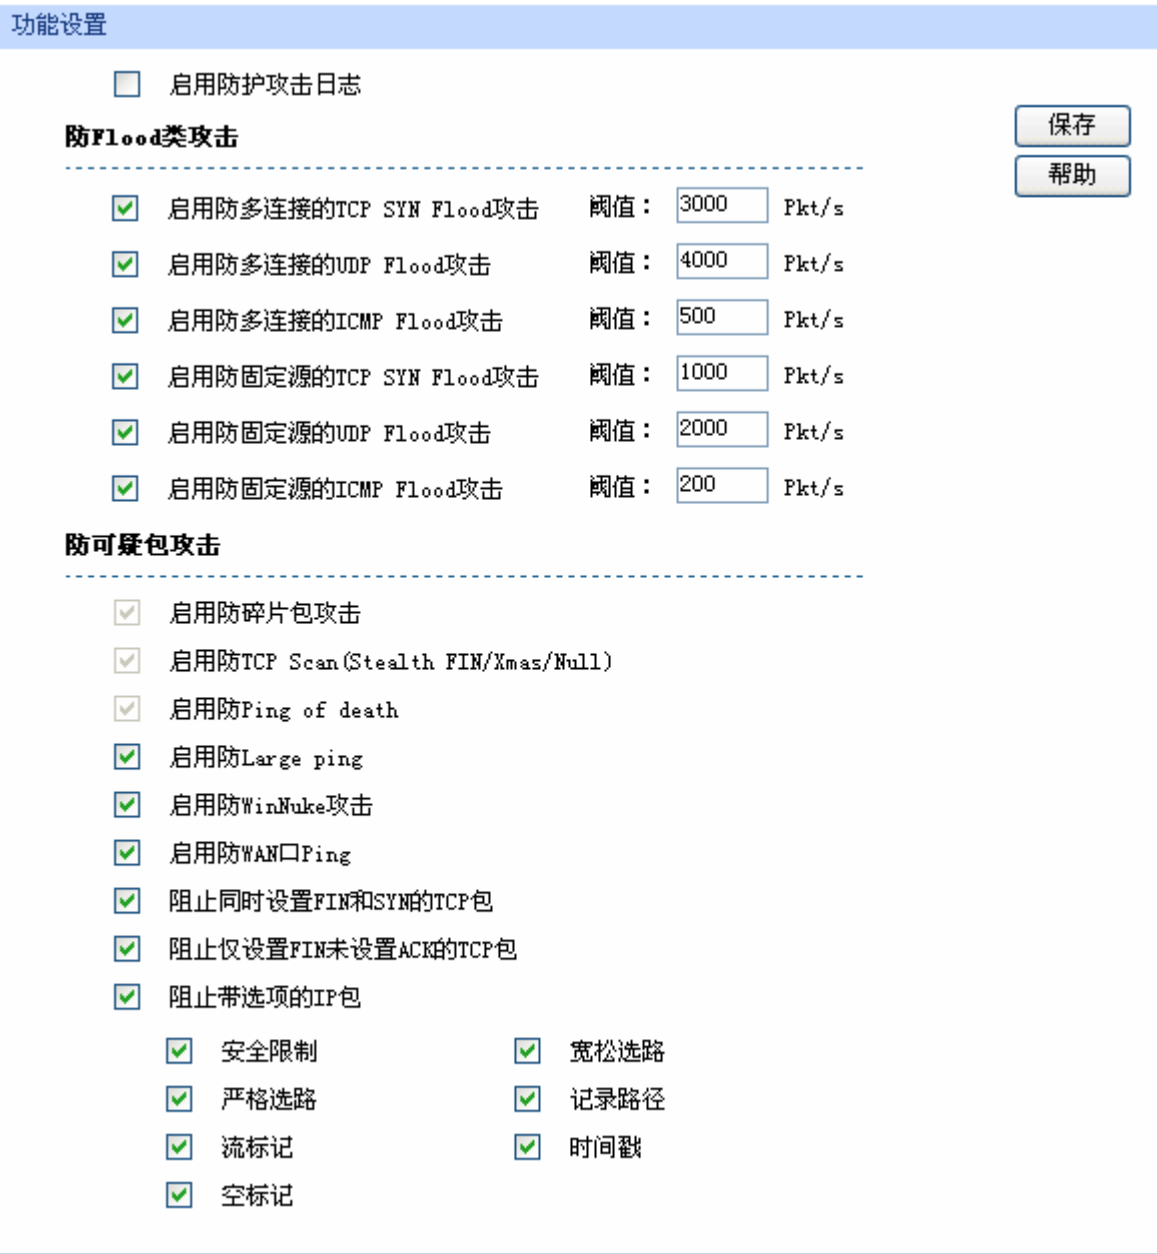 功能设置
启用防护攻击日志
保存
防Flood类攻击
帮助
启用防多连接的TCP SYN Flood攻击 阈值： 3000 Pkt/s
启用防多连接的UDP Flood攻击 阈值： 4000 Pkt/s
启用防多连接的ICMP Flood攻击 阈值： 500 Pkt/s
启用防固定源的TCP SYN Flood攻击 阈值： 1000 Pkt/s
启用防固定源的UDP Flood攻击 阈值： 2000 Pkt/s
启用防固定源的ICMP Flood攻击 阈值： 200 Pkt/s
防可疑包攻击
启用防碎片包攻击
启用防TCP Scan(Stealth FIN/Xmas/Null)
启用防Ping of death
启用防Large ping
启用防WinNuke攻击
启用防WAN口Ping
阻止同时设置FIN和SYN的TCP包
阻止仅设置FIN未设置ACK的TCP包
阻止带选项的IP包
安全限制 宽松选路
严格选路 记录路径
流标记 时间戳
空标记